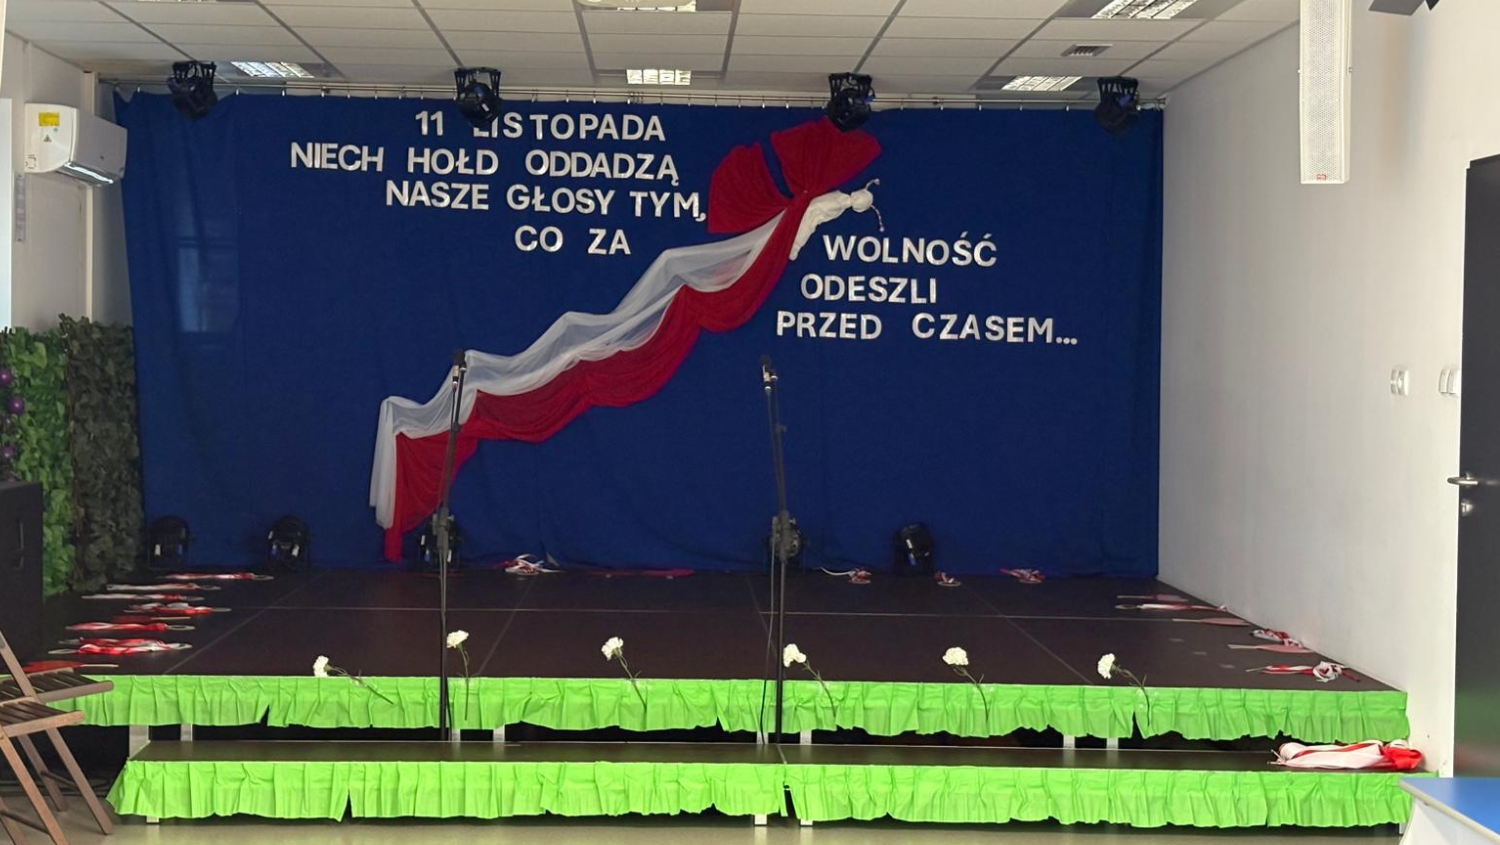 11 LISTOPADA
NIECH HOŁD ODDADZĄ
NASZE GŁOSY TYM,
CO ZA
WOLNOŚĆ
ODESZLI
PRZED CZASEM...